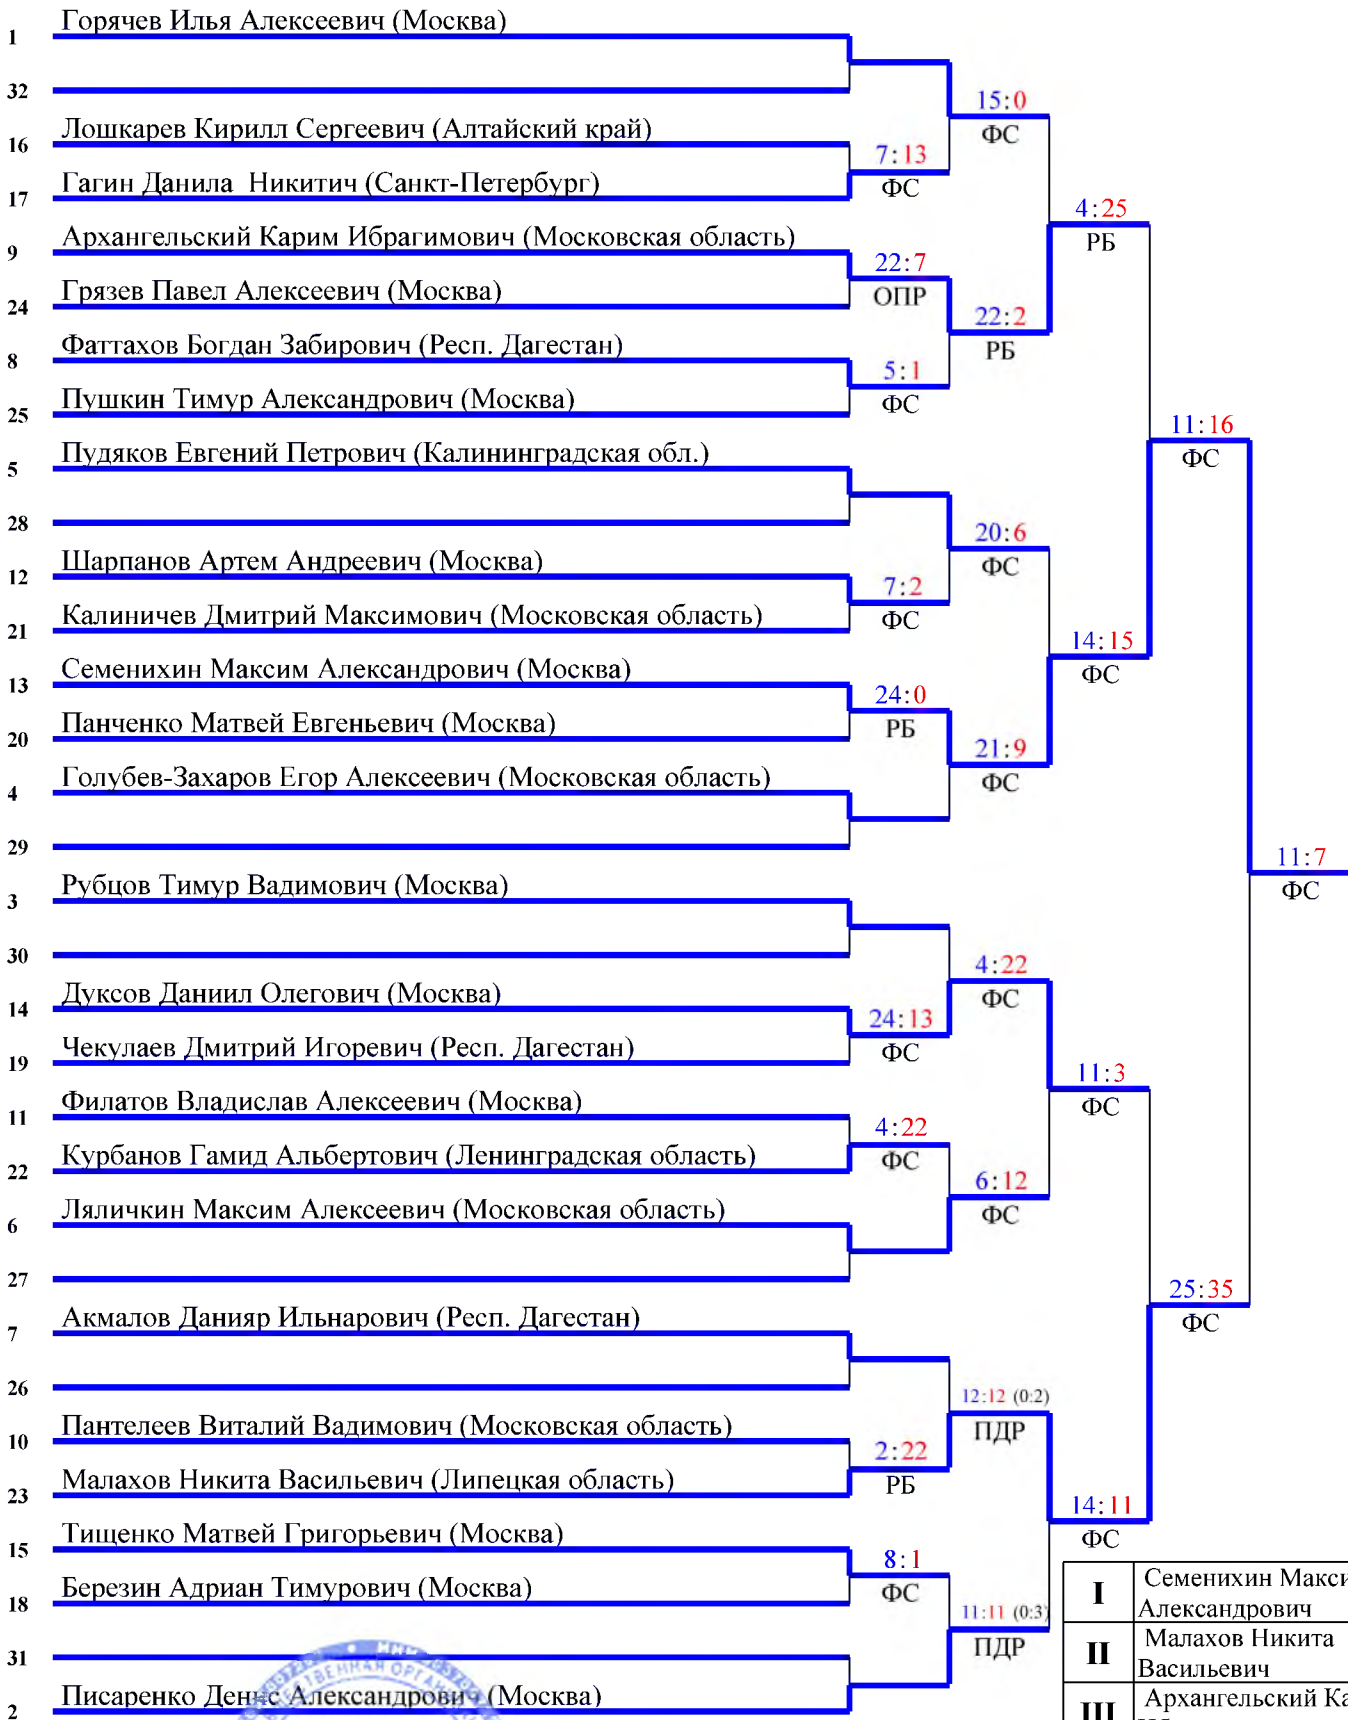 Горячев Илья Алексеевич (Москва)
1
32
15:0
ФС
Лошкарев Кирилл Сергеевич (Алтайский край)
16
7:13
ФС
Гагин Данила Никитич (Санкт-Петербург)
17
4:25
РБ
Архангельский Карим Ибрагимович (Московская область)
9
22:7
ОПР
Грязев Павел Алексеевич (Москва)
24
22:2
РБ
Фаттахов Богдан Забирович (Респ. Дагестан)
8
5:1
ФС
Пушкин Тимур Александрович (Москва)
25
11:16
ФС
Пудяков Евгений Петрович (Калининградская обл.)
5
28
20:6
ФС
Шарпанов Артем Андреевич (Москва)
12
7:2
ФС
Калиничев Дмитрий Максимович (Московская область)
21
14:15
ФС
Семенихин Максим Александрович (Москва)
13
24:0
РБ
Панченко Матвей Евгеньевич (Москва)
20
21:9
ФС
Голубев-Захаров Егор Алексеевич (Московская область)
4
29
11:7
ФС
Рубцов Тимур Вадимович (Москва)
3
30
4:22
ФС
Дуксов Даниил Олегович (Москва)
14
24:13
ФС
Чекулаев Дмитрий Игоревич (Респ. Дагестан)
19
11:3
ФС
Филатов Владислав Алексеевич (Москва)
11
4:22
ФС
Курбанов Гамид Альбертович (Ленинградская область)
22
6:12
ФС
Ляличкин Максим Алексеевич (Московская область)
6
27
25:35
ФС
Акмалов Данияр Ильнарович (Респ. Дагестан)
7
26
12:12 (0:2)
ПДР
Пантелеев Виталий Вадимович (Московская область)
10
2:22
РБ
Малахов Никита Васильевич (Липецкая область)
23
14:11
ФС
Тищенко Матвей Григорьевич (Москва)
15
8:1
ФС
Березин Адриан Тимурович (Москва)
18
11:11 (0:3)
ПДР
31
Писаренко Денис Александрович (Москва)
2
I
Семенихин Макси
Александрович
II
Малахов Никита
Васильевич
III
Архангельский Ка